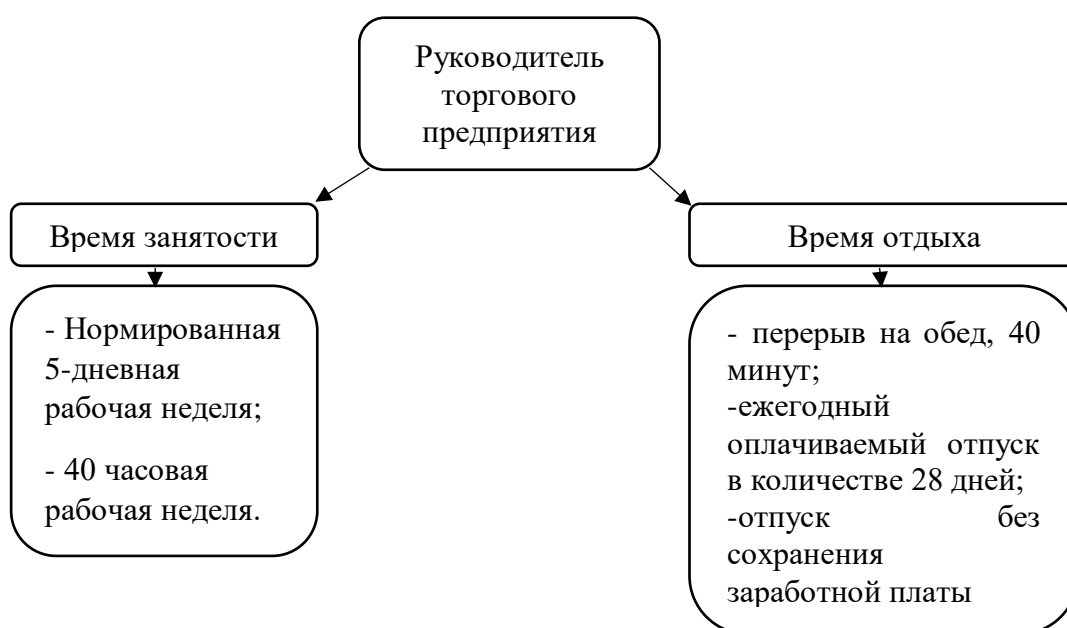 Руководитель
торгового
предприятия
Время занятости
- Нормированная
5-дневная
рабочая неделя;
- 40 часовая
рабочая неделя.
Время отдыха
- перерыв на обед, 40
минут;
-ежегодный
оплачиваемый отпуск
в количестве 28 дней;
-отпуск без
сохранения
заработной платы